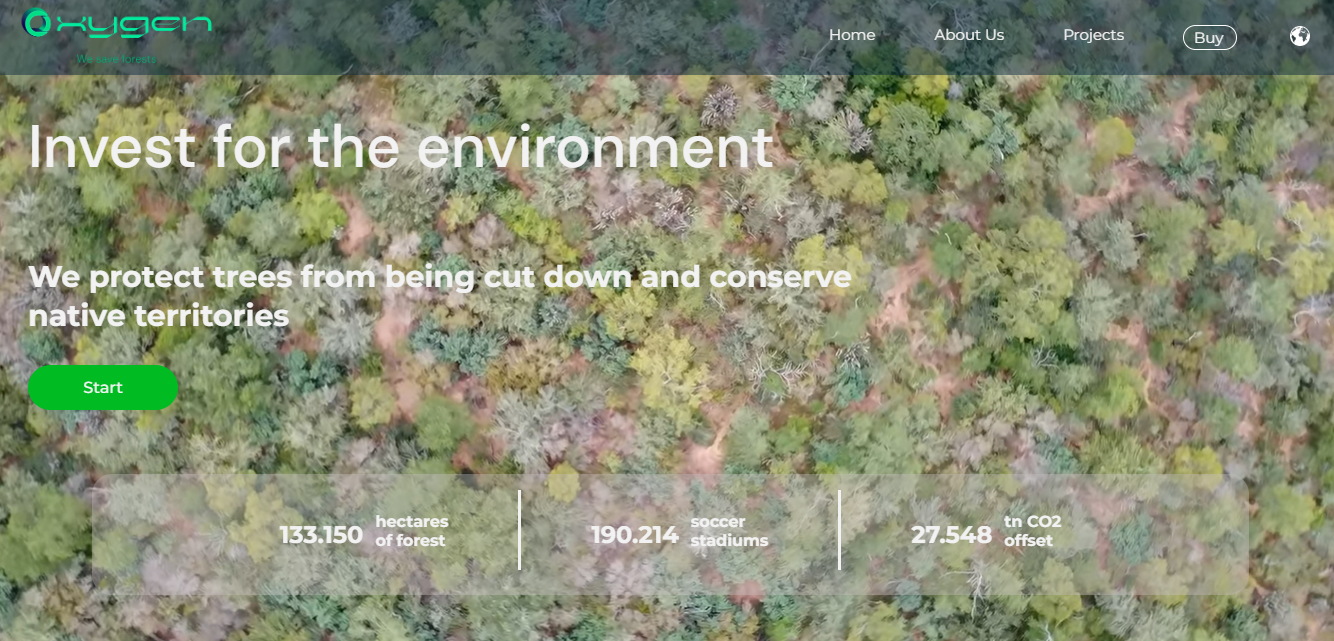 Oxygen
We save forests
Home
About Us
Projects
Buy
Invest for the environment
We protect trees from being cut down and conserve
native territories
Start
133.150
hectares
of forest
190.214
soccer
stadiums
27.548
tn CO2
offset